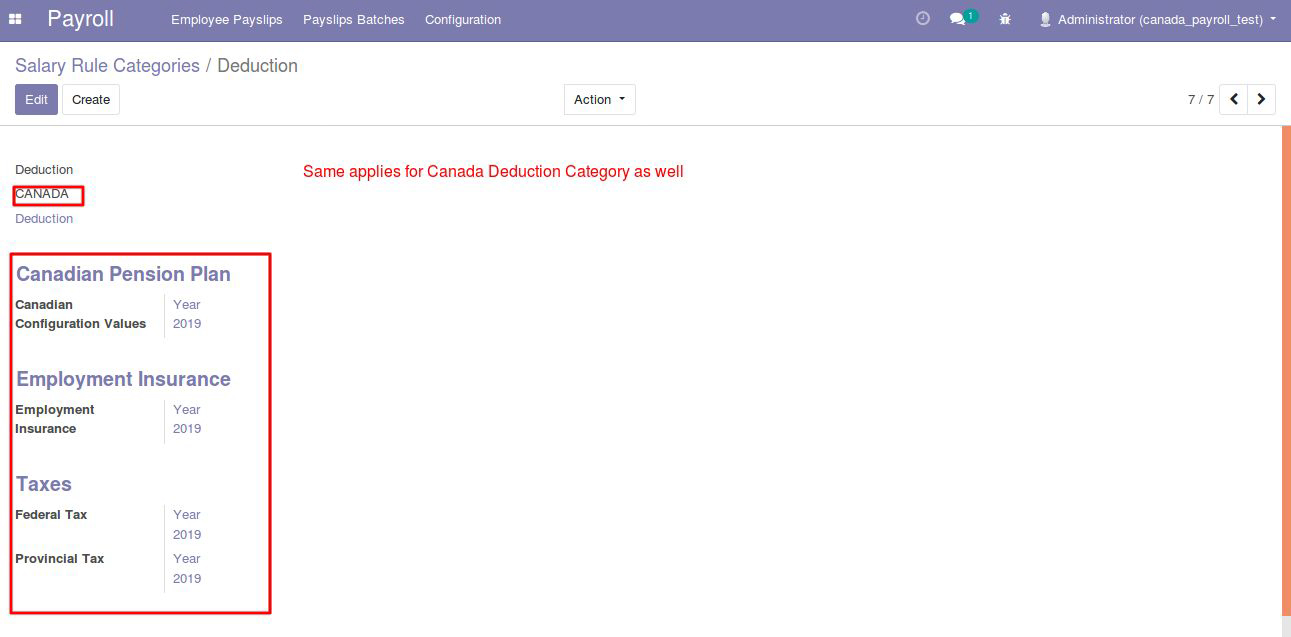 Payroll Employee Payslips Payslips Batches Configuration 1 Administrator (canada_payroll_test)
Salary Rule Categories / Deduction
Edit Create Action 7 / 7
Deduction Same applies for Canada Deduction Category as well
CANADA
Deduction
Canadian Pension Plan
Canadian Year
Configuration Values 2019
Employment Insurance
Employment Year
Insurance 2019
Taxes
Federal Tax Year
2019
Provincial Tax Year
2019